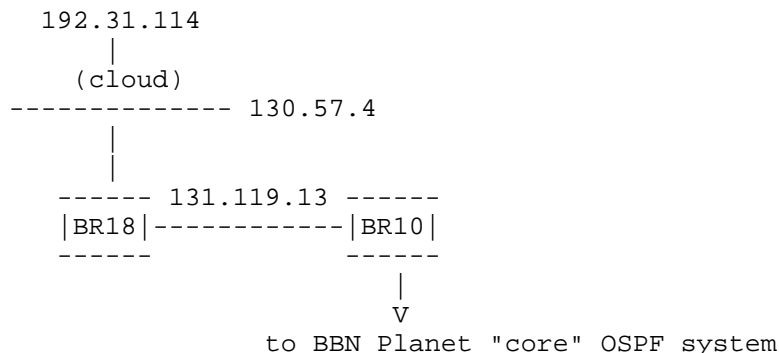 192.31.114
|
(cloud)
-------------- 130.57.4
|
|
------ 131.119.13 ------
|BR18|------------|BR10|
------ ------
|
V
to BBN Planet "core" OSPF system